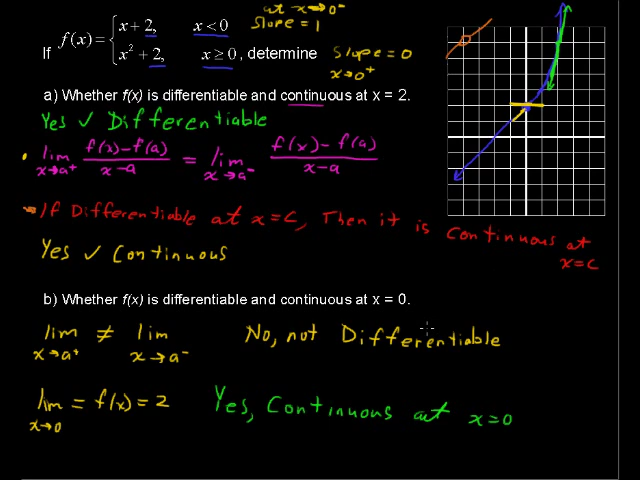 at x→0⁻
slope = 1
If f(x) = { x + 2, x < 0
x² + 2, x ≥ 0 , determine
slope = 0
x→0⁺
a) Whether f(x) is differentiable and continuous at x = 2.
Yes ✓ Differentiable
lim x→a⁺ f(x) − f(a) / x − a = lim x→a⁻ f(x) − f(a) / x − a
→ If Differentiable at x = C, Then it is Continuous at x = C
Yes ✓ Continuous
b) Whether f(x) is differentiable and continuous at x = 0.
lim x→a⁺ ≠ lim x→a⁻ No, not Differentiable
lim x→0 = f(x) = 2 Yes, Continuous at x = 0